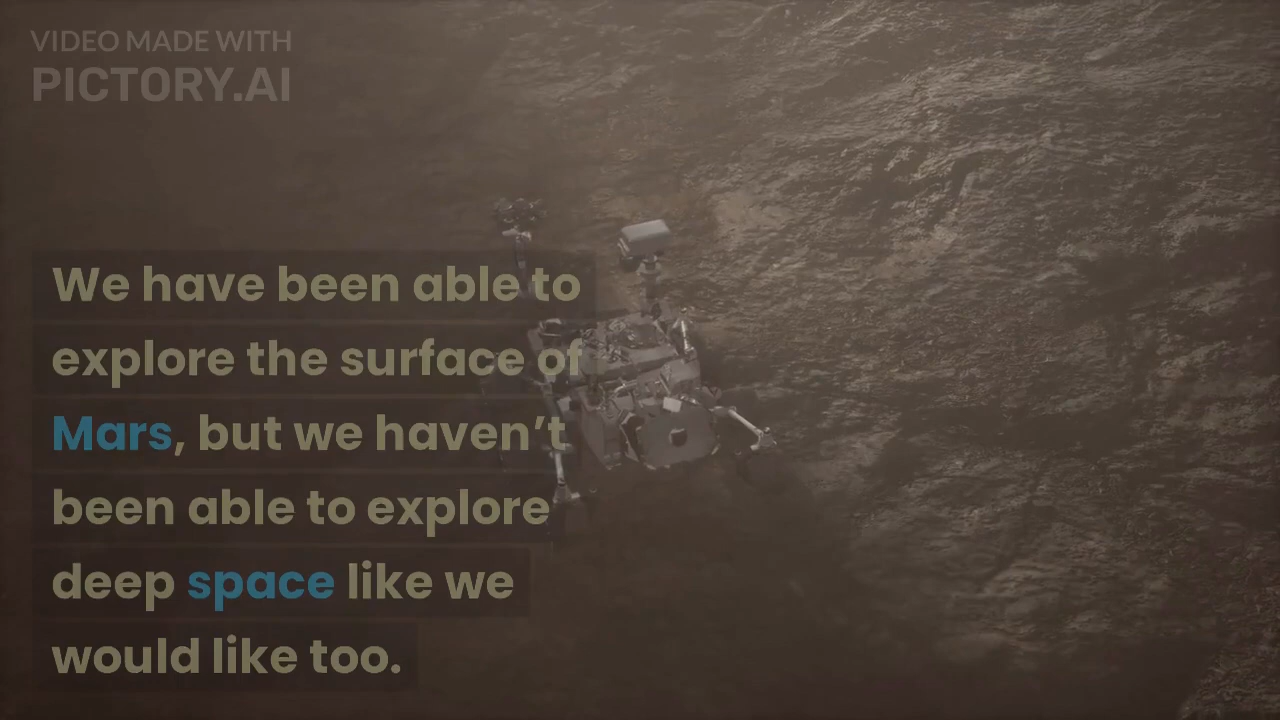 VIDEO MADE WITH
PICTORY.AI
We have been able to
explore the surface of
Mars, but we haven’t
been able to explore
deep space like we
would like too.